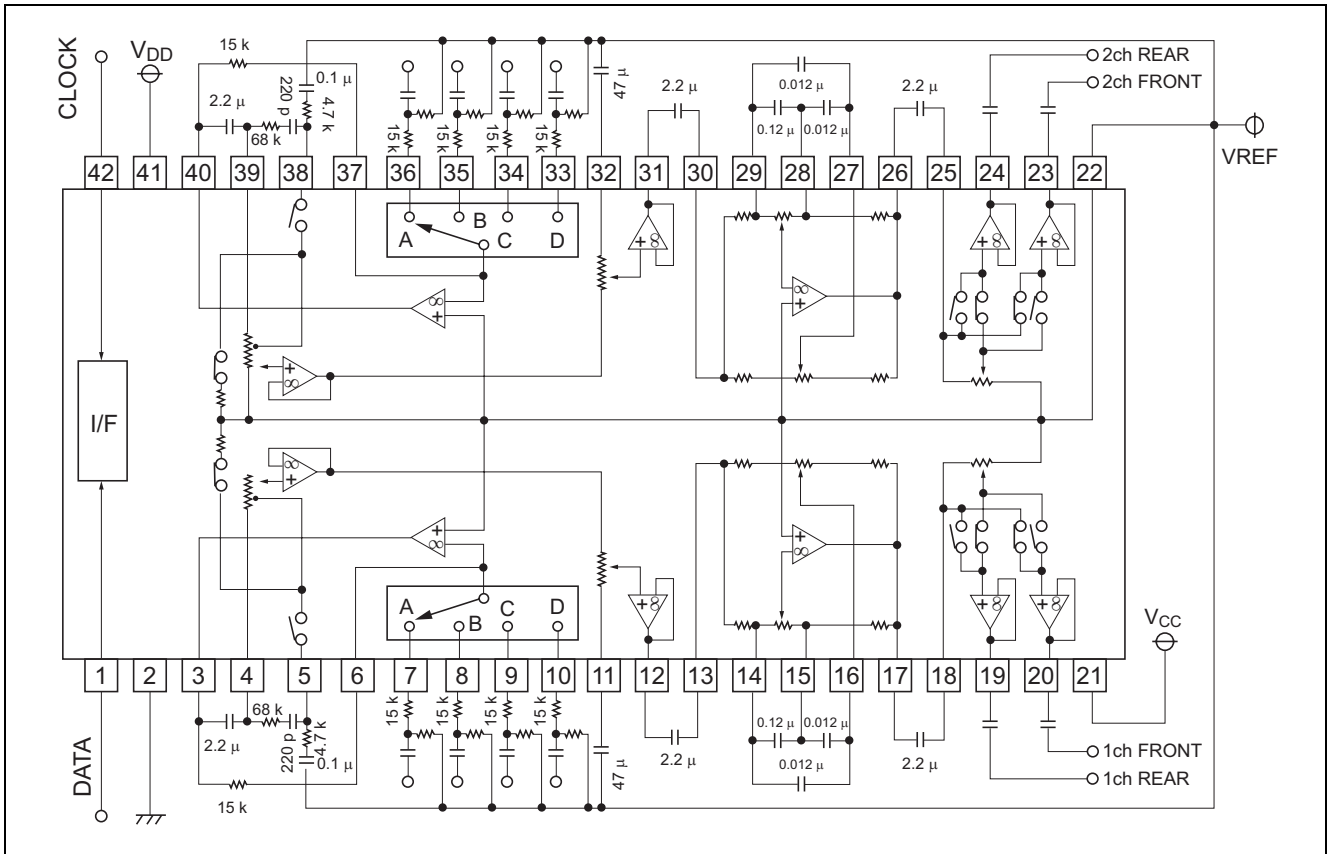 CLOCK
VDD
15 k
2.2 μ
68 k
220 p
0.1 μ
4.7 k
15 k
15 k
15 k
15 k
47 μ
2.2 μ
0.012 μ
0.12 μ
0.012 μ
2.2 μ
2ch REAR
2ch FRONT
VREF
42 41 40 39 38 37 36 35 34 33 32 31 30 29 28 27 26 25 24 23 22
A B C D
∞ +
+ ∞
+ ∞
∞ +
+ ∞
+ ∞
I/F
∞ +
+ ∞
+ ∞
+ ∞
+ ∞
+ ∞
A B C D
1 2 3 4 5 6 7 8 9 10 11 12 13 14 15 16 17 18 19 20 21
VCC
DATA
2.2 μ
68 k
220 p
4.7 k
0.1 μ
15 k
15 k
15 k
15 k
15 k
47 μ
2.2 μ
0.12 μ
0.012 μ
0.012 μ
2.2 μ
1ch FRONT
1ch REAR